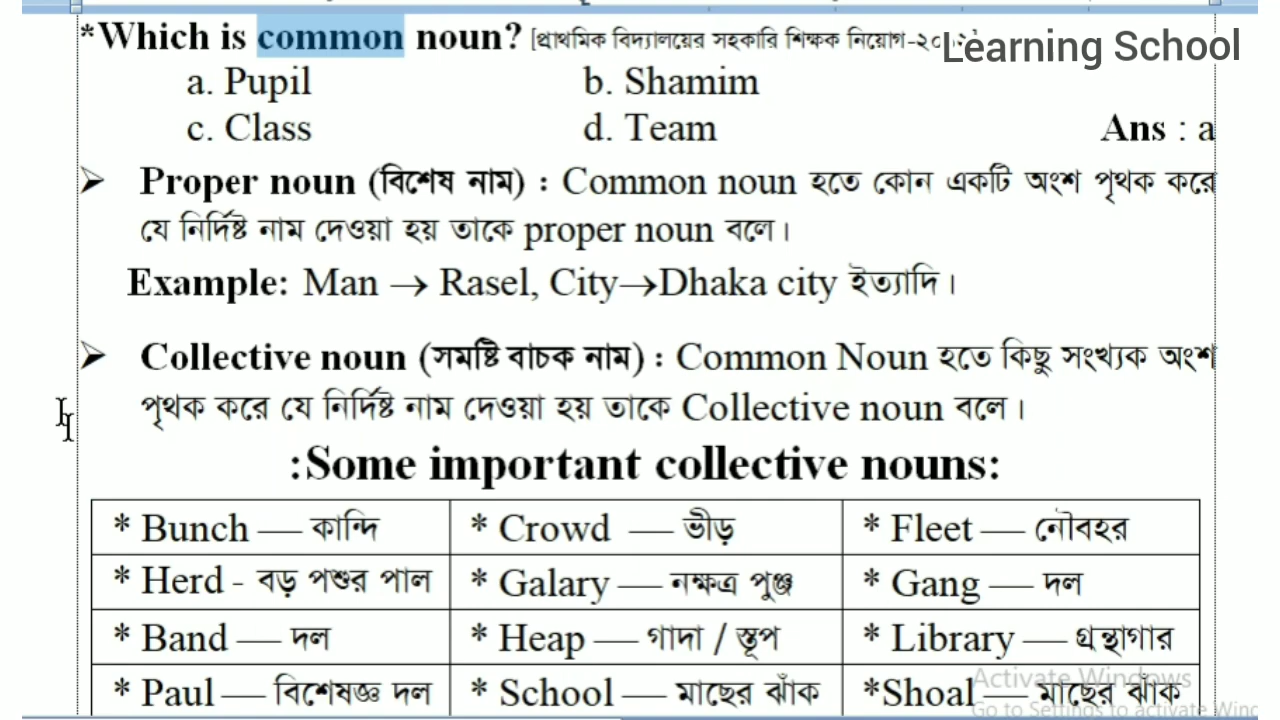 *Which is common noun? [প্রাথমিক বিদ্যালয়ের সহকারি শিক্ষক নিয়োগ
Learning School
a. Pupil b. Shamim
c. Class d. Team Ans : a
➢ Proper noun (বিশেষ নাম) : Common noun হতে কোন একটি অংশ পৃথক করে
যে নির্দিষ্ট নাম দেওয়া হয় তাকে proper noun বলে।
Example: Man → Rasel, City→Dhaka city ইত্যাদি।
➢ Collective noun (সমষ্টি বাচক নাম) : Common Noun হতে কিছু সংখ্যক অংশ
পৃথক করে যে নির্দিষ্ট নাম দেওয়া হয় তাকে Collective noun বলে।
:Some important collective nouns:
* Bunch — কান্দি * Crowd — ভীড় * Fleet — নৌবহর
* Herd - বড় পশুর পাল * Galary — নক্ষত্র পুঞ্জ * Gang — দল
* Band — দল * Heap — গাদা / স্তূপ * Library — গ্রন্থাগার
* Paul — বিশেষজ্ঞ দল * School — মাছের ঝাঁক *Shoal — মাছের ঝাঁক
Activate Windows
Go to Settings to activate Wind